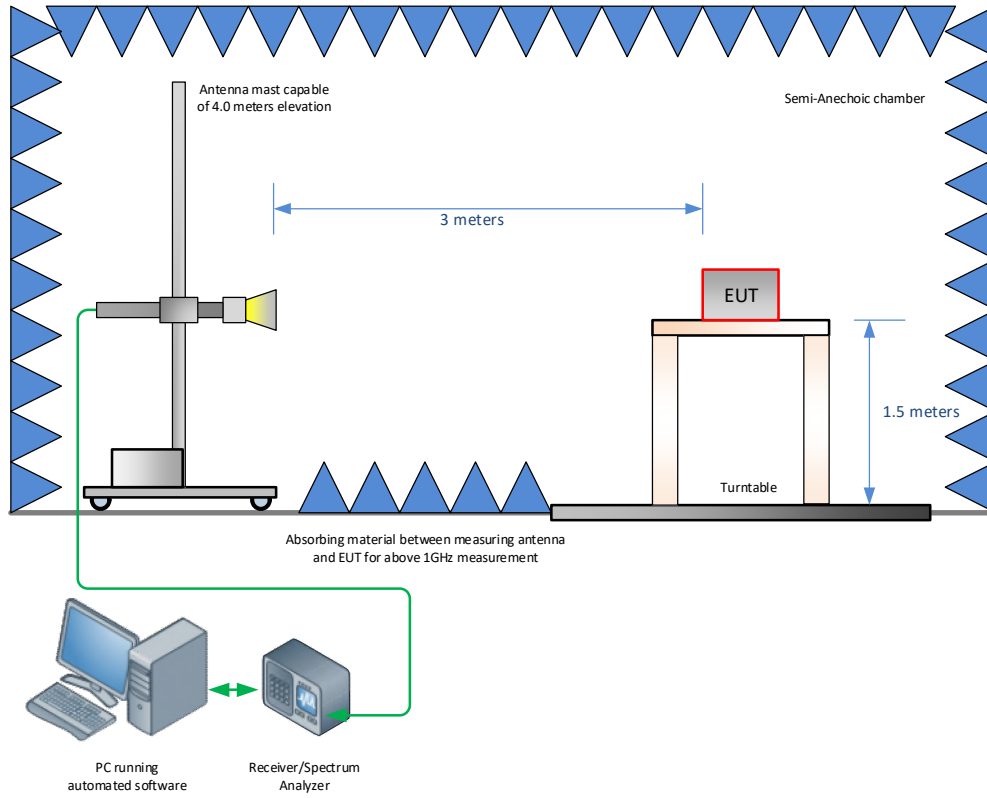 Antenna mast capable
of 4.0 meters elevation
Semi-Anechoic chamber
3 meters
EUT
1.5 meters
Turntable
Absorbing material between measuring antenna
and EUT for above 1GHz measurement
PC running
automated software
Receiver/Spectrum
Analyzer